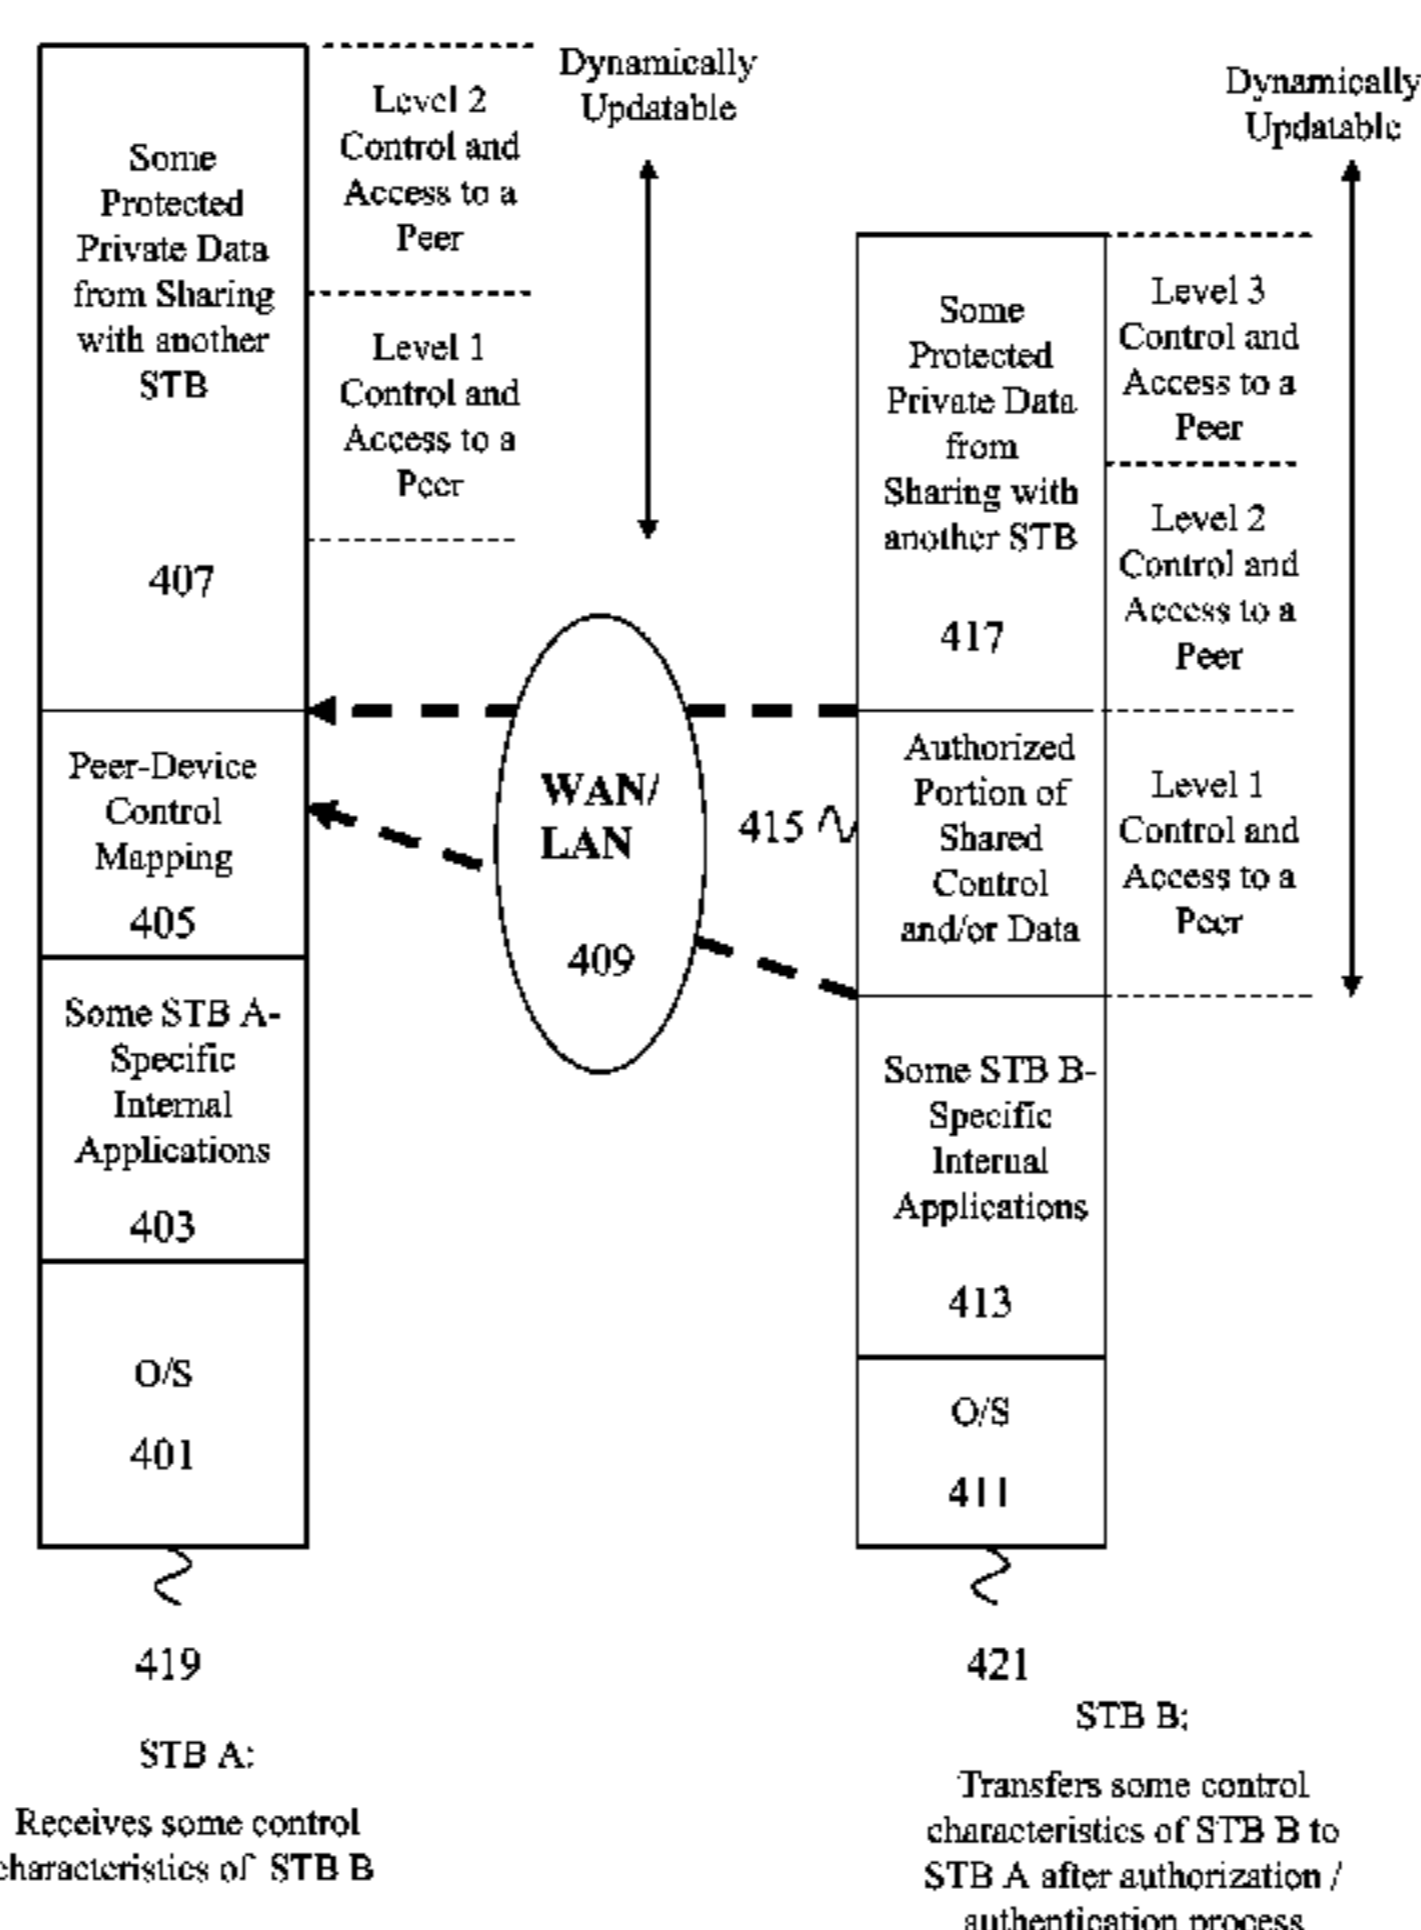 Some
Protected
Private Data
from Sharing
with another
STB
407
Peer-Device
Control
Mapping
405
Some STB A-
Specific
Internal
Applications
403
O/S
401
419
STB A:
Receives some control
characteristics of STB B
Level 2
Control and
Access to a
Peer
Level 1
Control and
Access to a
Peer
Dynamically
Updatable
WAN/
LAN
409
415
Some
Protected
Private Data
from
Sharing with
another STB
417
Authorized
Portion of
Shared
Control
and/or Data
Some STB B-
Specific
Internal
Applications
413
O/S
411
421
STB B:
Transfers some control
characteristics of STB B to
STB A after authorization /
authentication process
Level 3
Control and
Access to a
Peer
Level 2
Control and
Access to a
Peer
Level 1
Control and
Access to a
Peer
Dynamically
Updatable